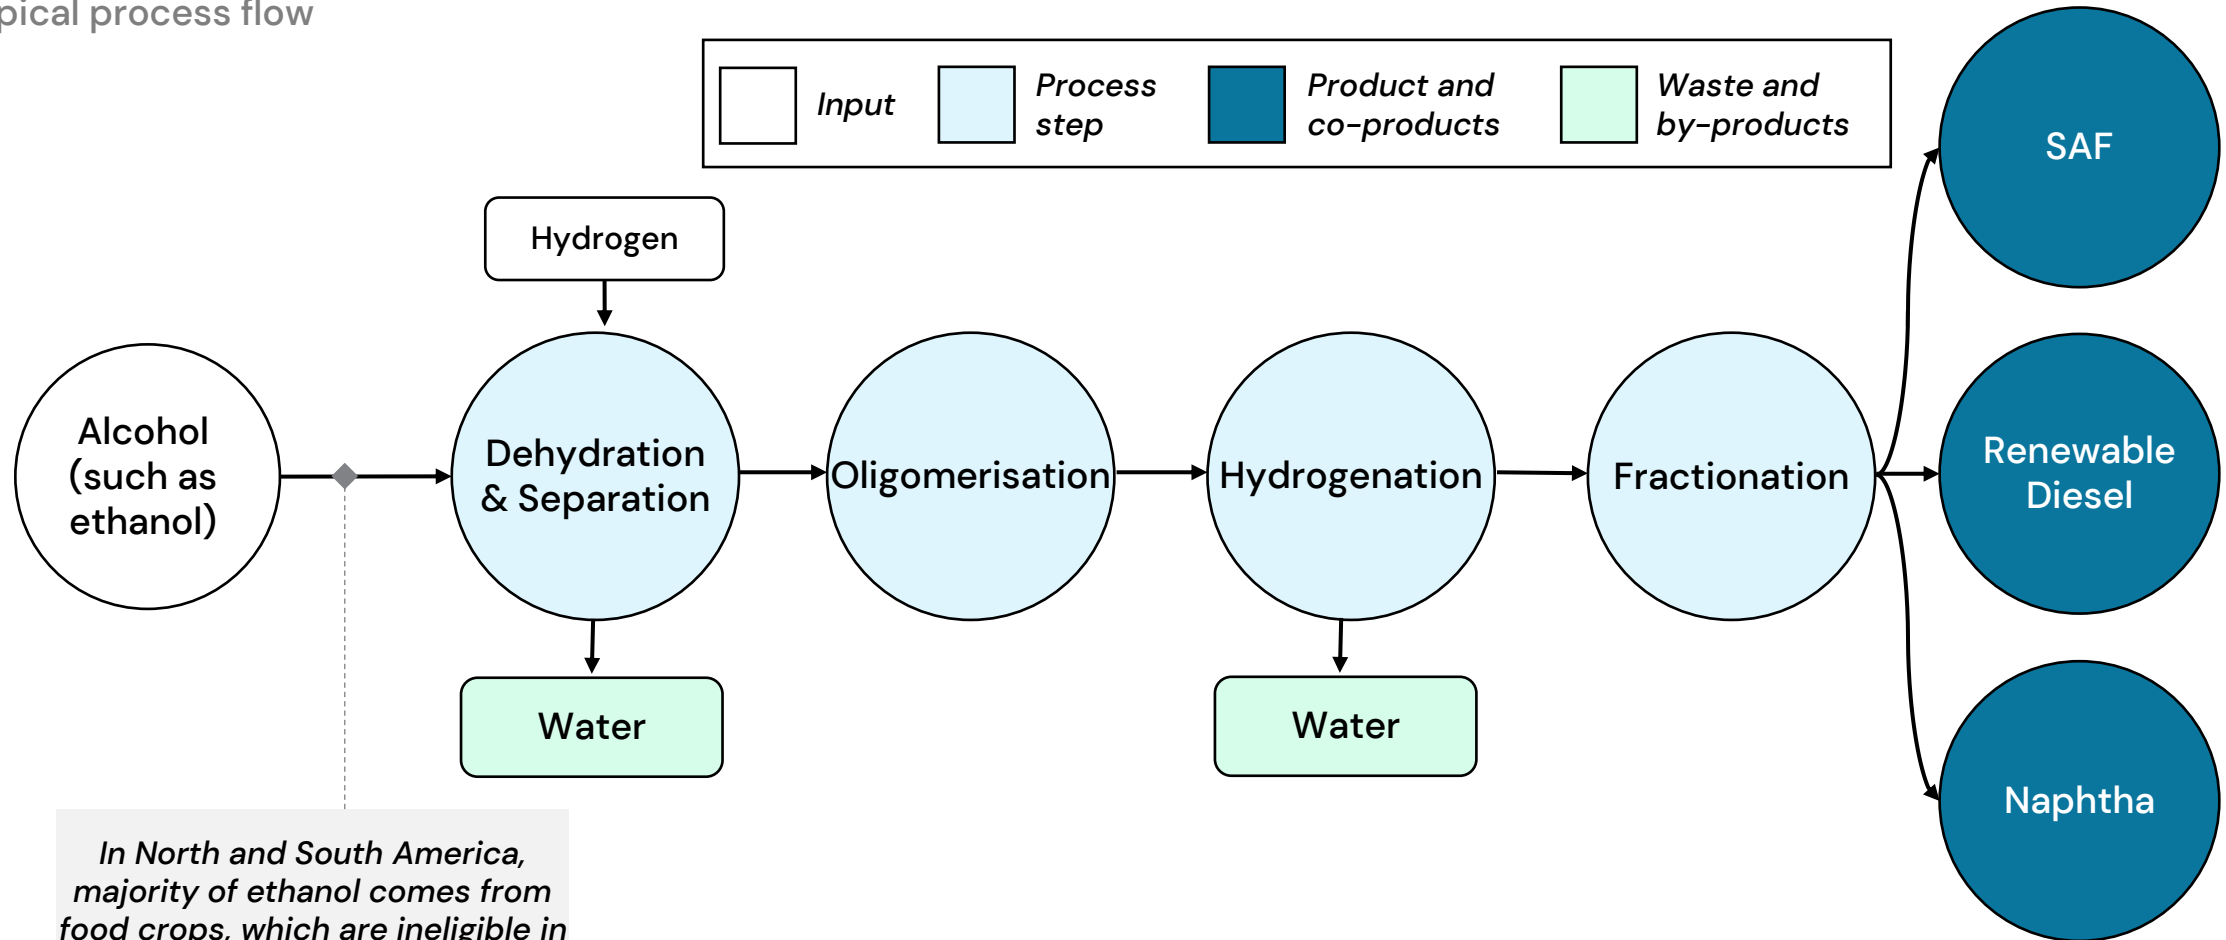 process flow
Input
Process
step
Product and
co-products
Waste and
by-products
SAF
Hydrogen
Alcohol
(such as
ethanol)
Dehydration
& Separation
Oligomerisation
Hydrogenation
Fractionation
Renewable
Diesel
Water
Water
Naphtha
In North and South America,
majority of ethanol comes from
food crops, which are ineligible in